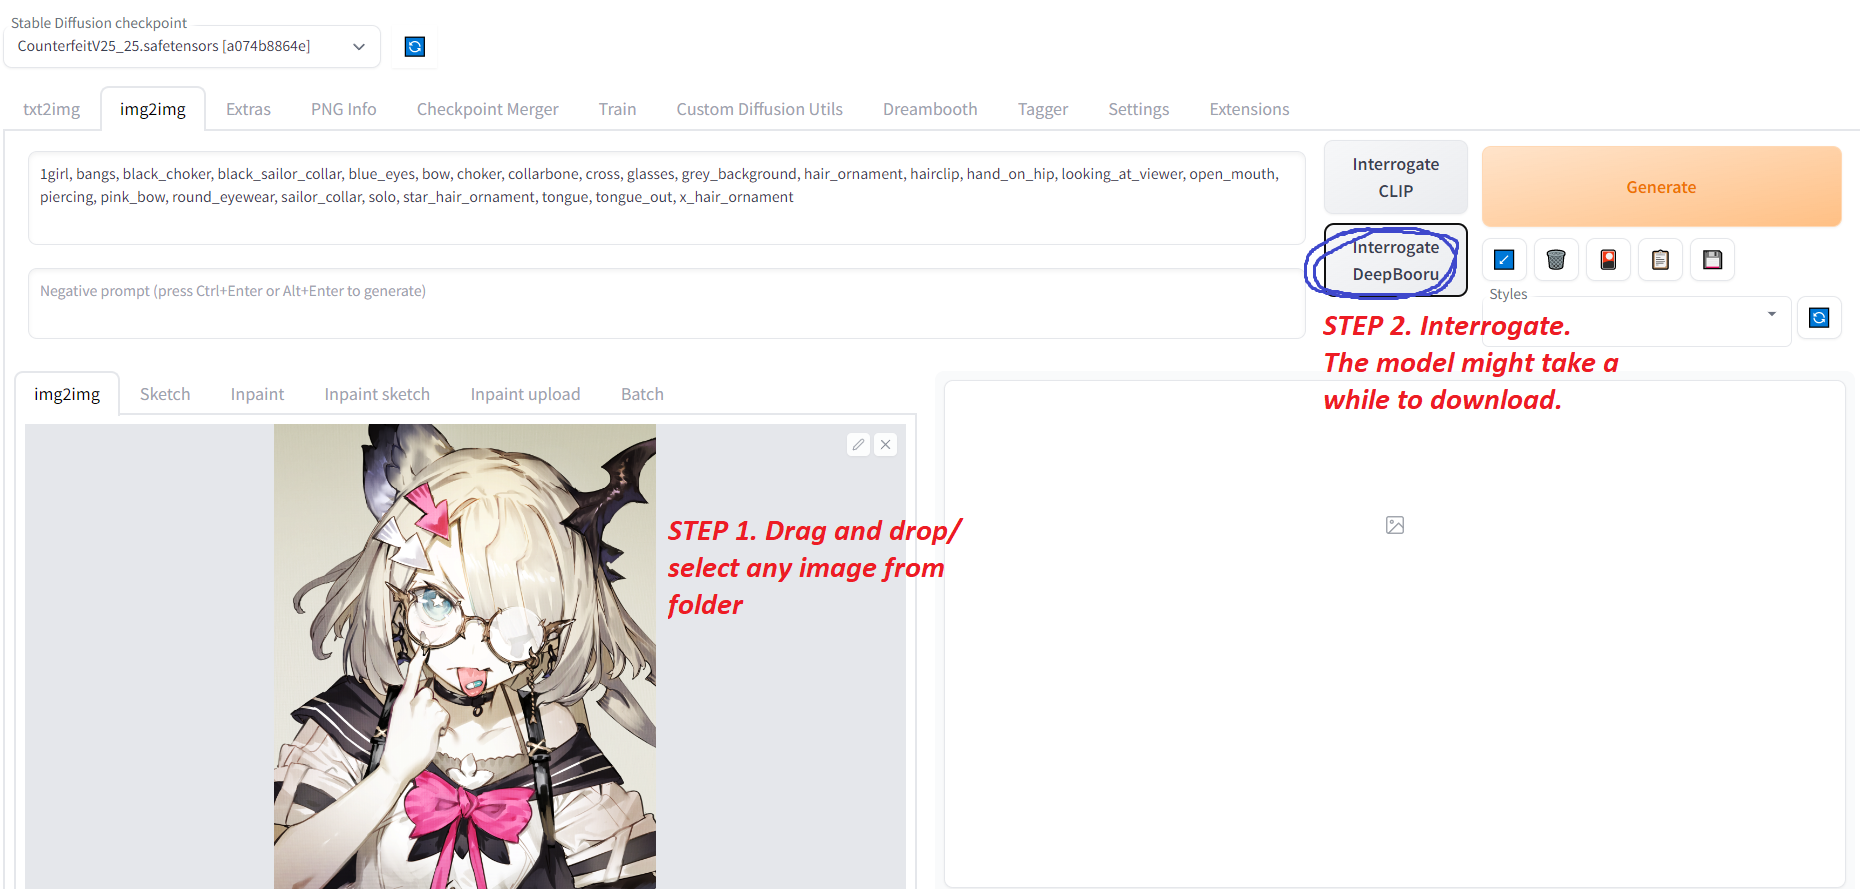 Stable Diffusion checkpoint
CounterfeitV25_25.safetensors [a074b8864e]
txt2img img2img Extras PNG Info Checkpoint Merger Train Custom Diffusion Utils Dreambooth Tagger Settings Extensions
1girl, bangs, black_choker, black_sailor_collar, blue_eyes, bow, choker, collarbone, cross, glasses, grey_background, hair_ornament, hairclip, hand_on_hip, looking_at_viewer, open_mouth,
piercing, pink_bow, round_eyewear, sailor_collar, solo, star_hair_ornament, tongue, tongue_out, x_hair_ornament
Interrogate
CLIP
Generate
Interrogate
DeepBooru
Negative prompt (press Ctrl+Enter or Alt+Enter to generate)
Styles
STEP 2. Interrogate.
The model might take a
while to download.
img2img Sketch Inpaint Inpaint sketch Inpaint upload Batch
STEP 1. Drag and drop/
select any image from
folder